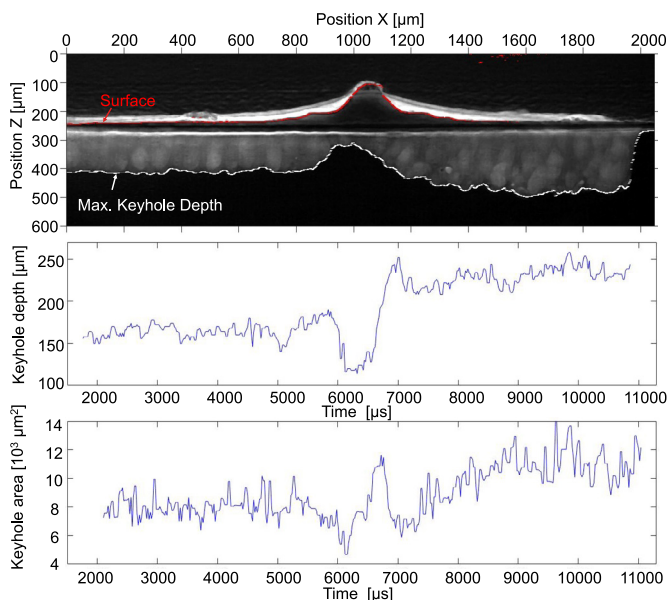 Position X [µm]
0 200 400 600 800 1000 1200 1400 1600 1800 2000
Position Z [µm]
0
100
200
300
400
500
600
Surface
Max. Keyhole Depth
Keyhole depth [µm]
250
200
150
100
2000 3000 4000 5000 6000 7000 8000 9000 10000 11000
Time [µs]
Keyhole area [10³ µm²]
14
12
10
8
6
4
2000 3000 4000 5000 6000 7000 8000 9000 10000 11000
Time [µs]